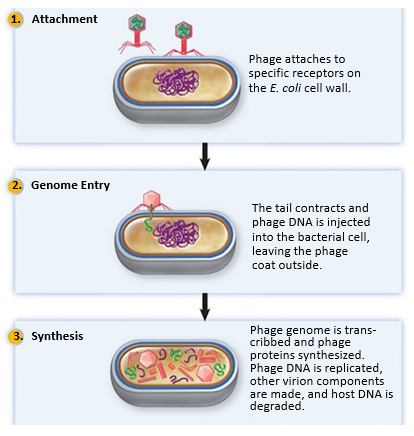 1. Attachment
Phage attaches to
specific receptors on
the E. coli cell wall.
2. Genome Entry
The tail contracts and
phage DNA is injected
into the bacterial cell,
leaving the phage
coat outside.
3. Synthesis
Phage genome is trans-
cribbed and phage
proteins synthesized.
Phage DNA is replicated,
other virion components
are made, and host DNA is
degraded.